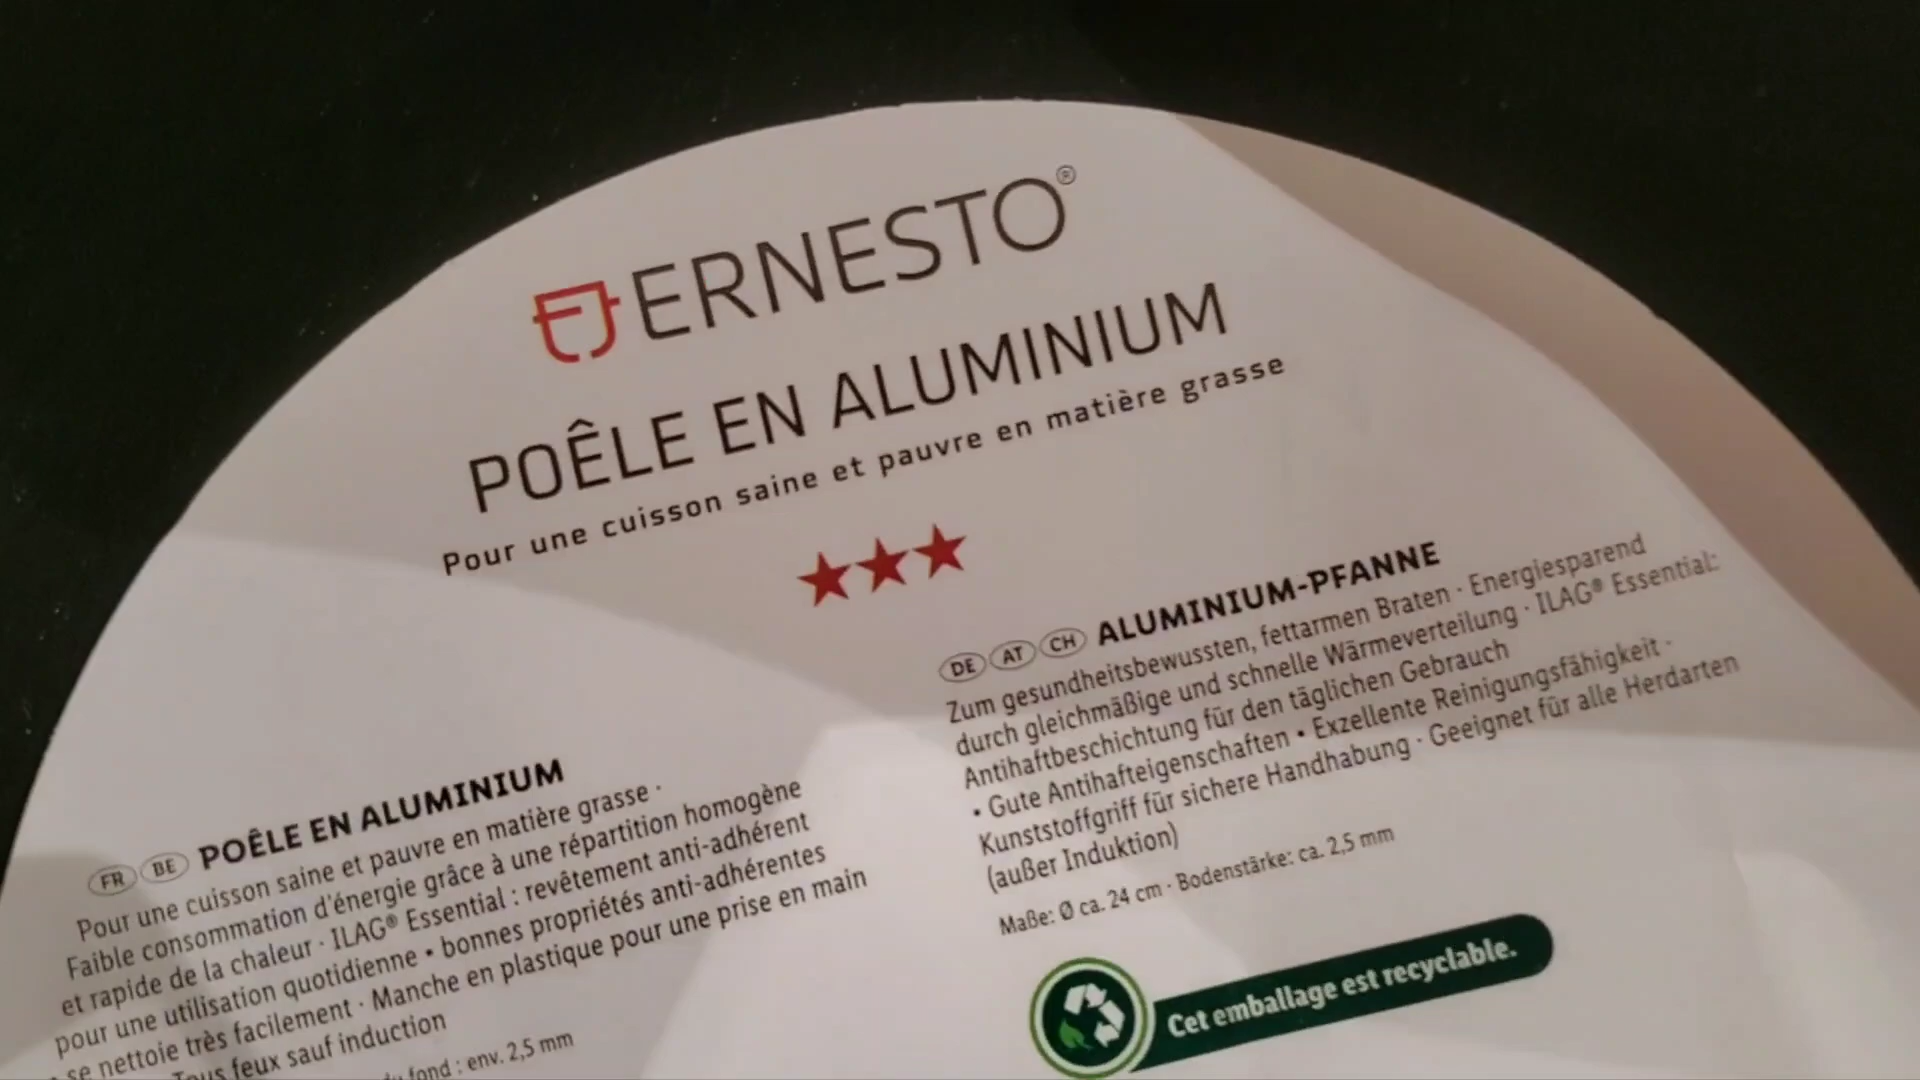 ERNESTO®
POÊLE EN ALUMINIUM
Pour une cuisson saine et pauvre en matière grasse
FR BE POÊLE EN ALUMINIUM
Pour une cuisson saine et pauvre en matière grasse ·
Faible consommation d'énergie grâce à une répartition homogène
et rapide de la chaleur · ILAG® Essential : revêtement anti-adhérent
pour une utilisation quotidienne • bonnes propriétés anti-adhérentes
• se nettoie très facilement · Manche en plastique pour une prise en main
Tous feux sauf induction
du fond : env. 2,5 mm
DE AT CH ALUMINIUM-PFANNE
Zum gesundheitsbewussten, fettarmen Braten · Energiesparend
durch gleichmäßige und schnelle Wärmeverteilung · ILAG® Essential:
Antihaftbeschichtung für den täglichen Gebrauch
• Gute Antihafteigenschaften • Exzellente Reinigungsfähigkeit ·
Kunststoffgriff für sichere Handhabung · Geeignet für alle Herdarten
(außer Induktion)
Maße: Ø ca. 24 cm · Bodenstärke: ca. 2,5 mm
Cet emballage est recyclable.